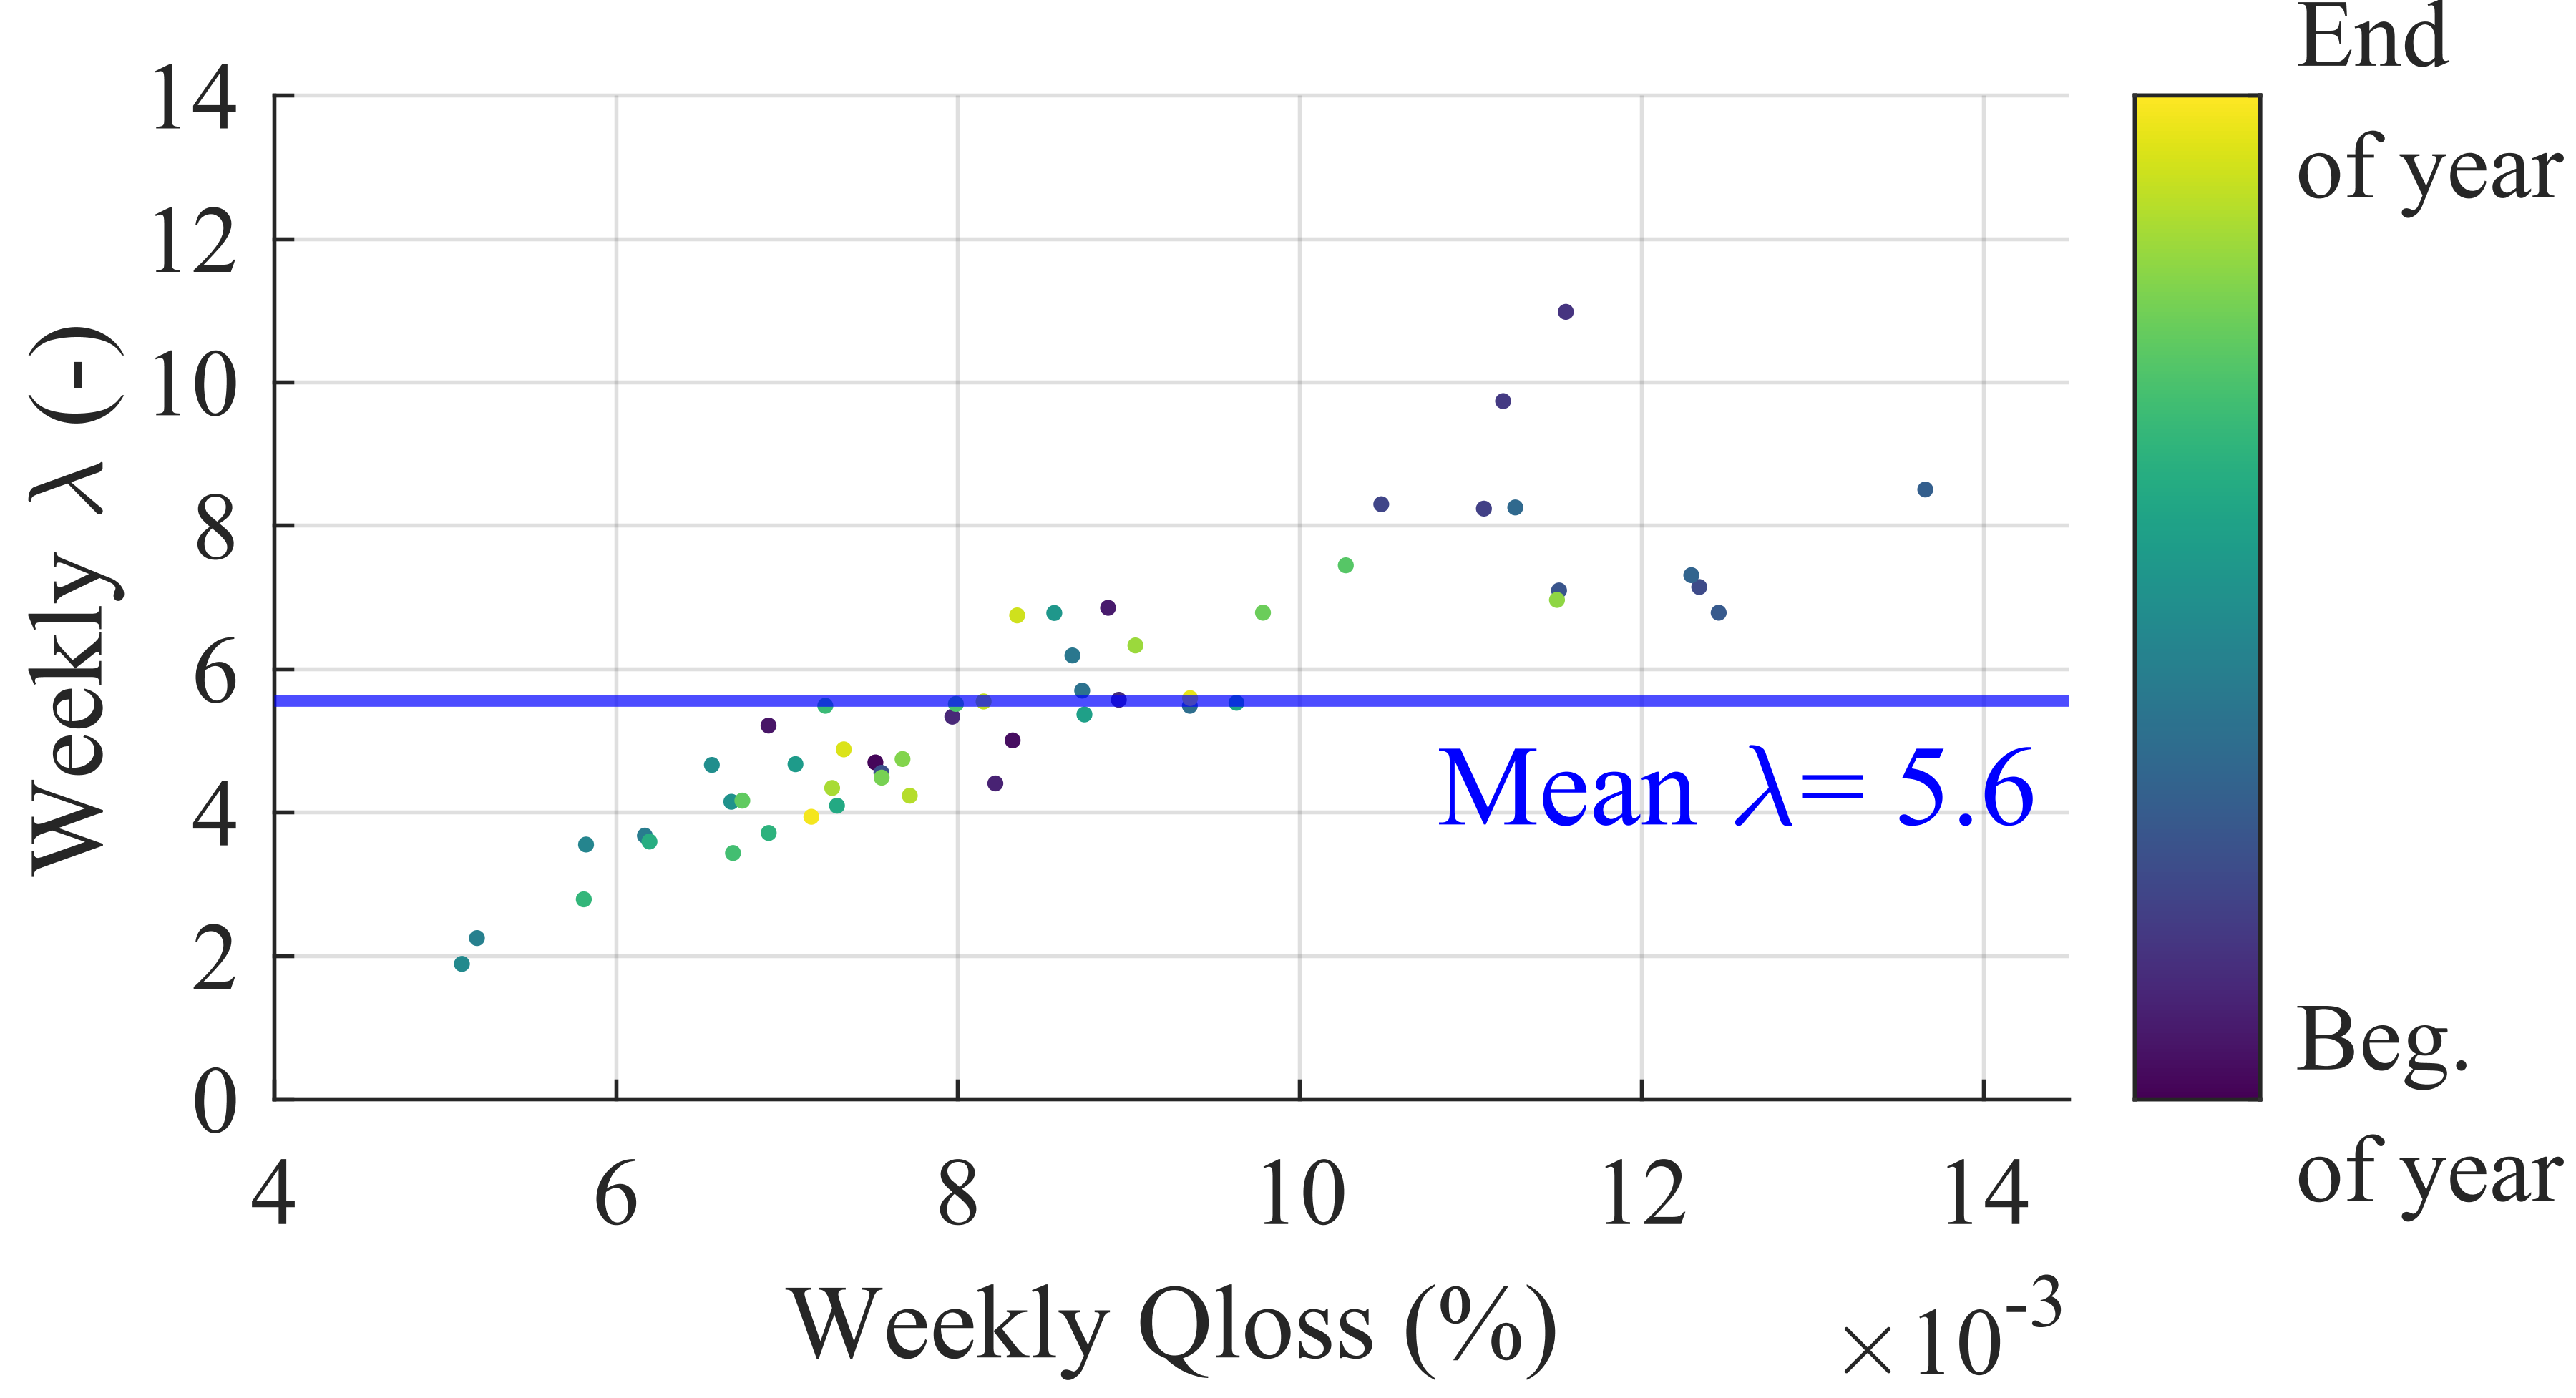 End
of year
14
12
10
8
6
4
2
0
Weekly λ (-)
Mean λ= 5.6
Beg.
of year
4 6 8 10 12 14
Weekly Qloss (%)
×10-3